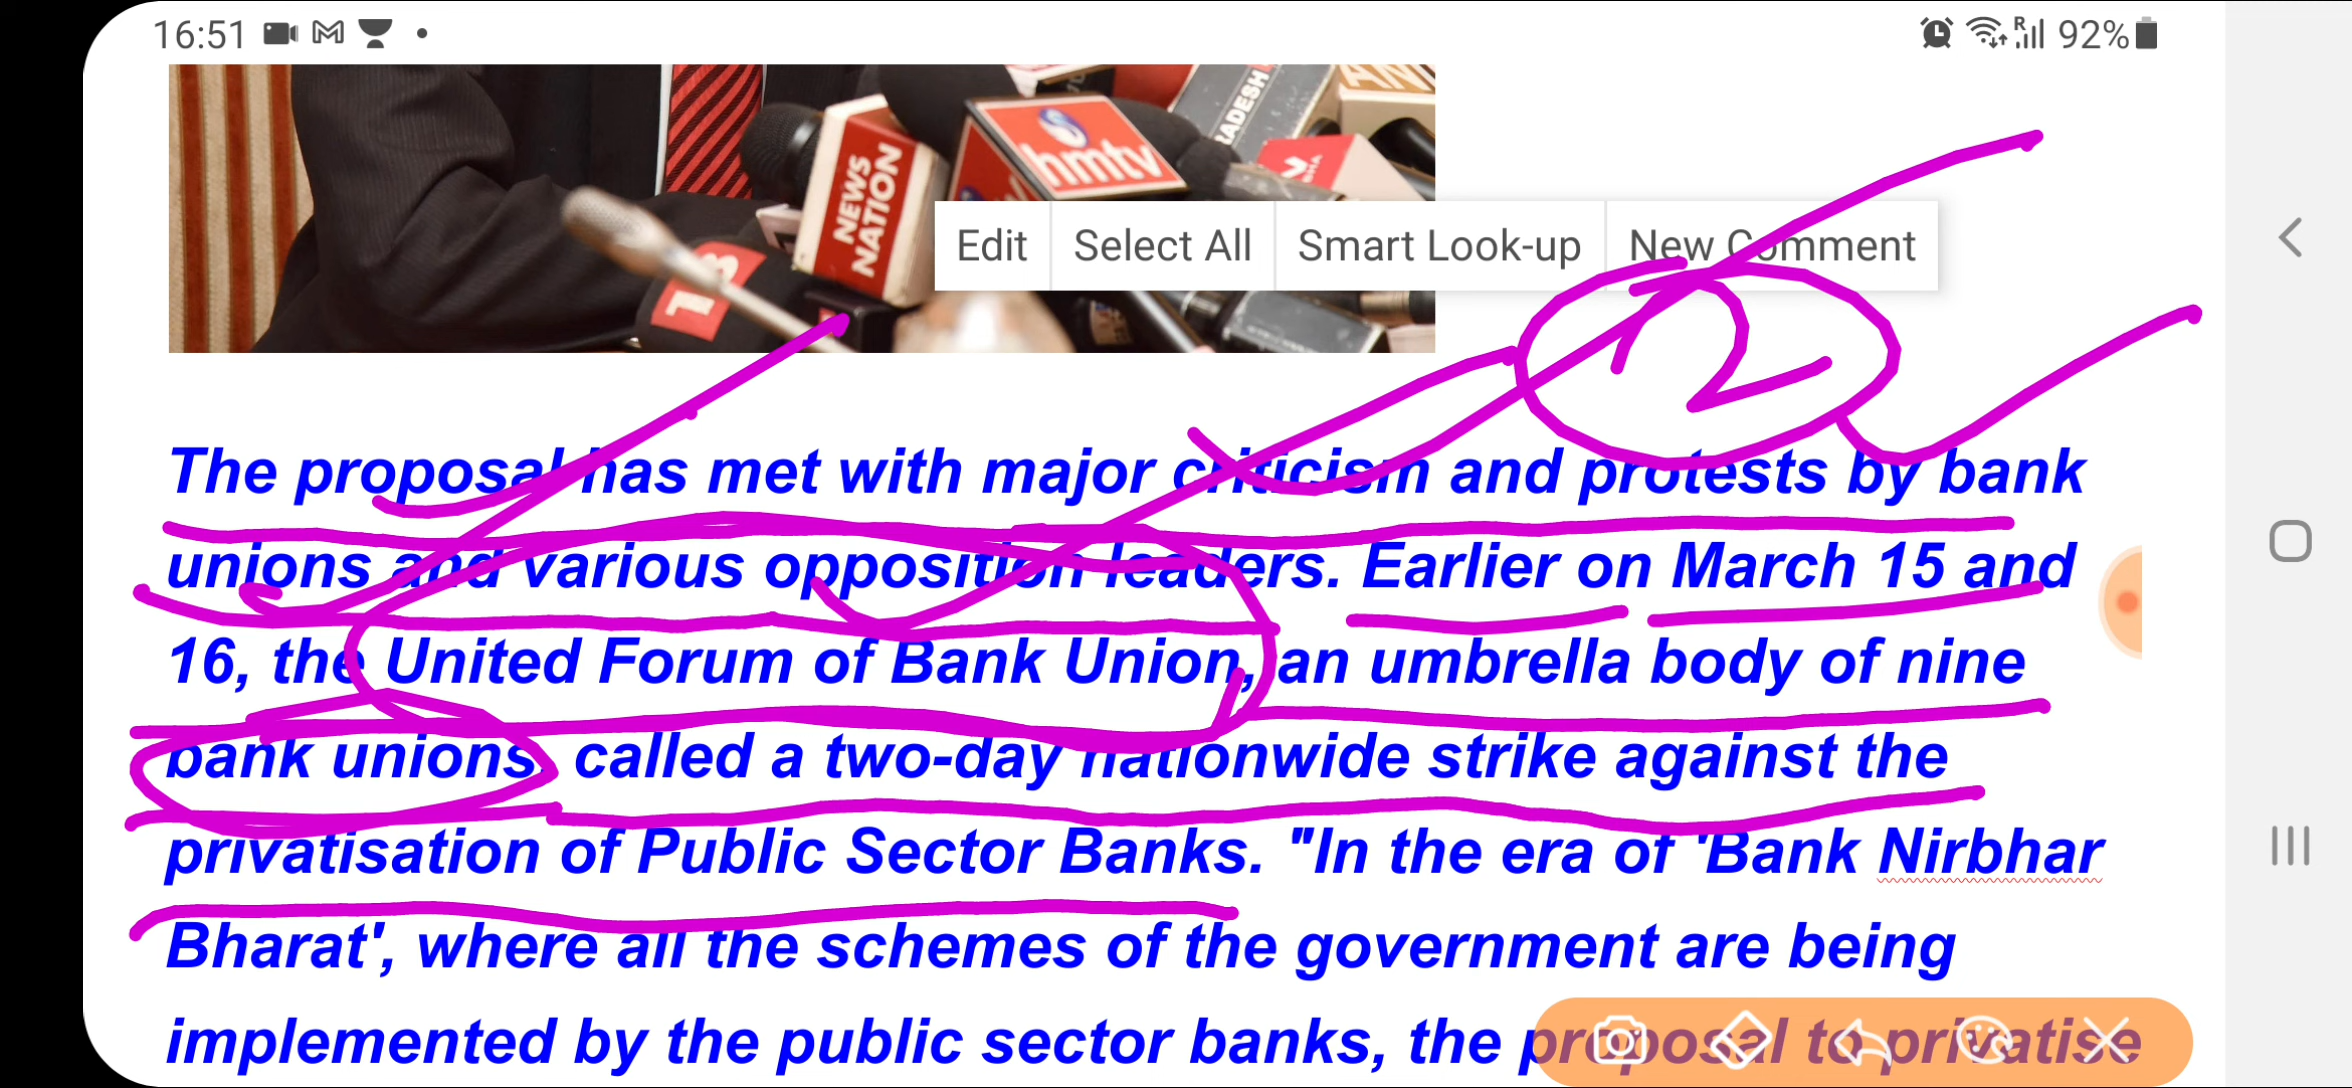 16:51
R 92%
NEWS NATION
hmtv
Edit Select All Smart Look-up New Comment
2
The proposal has met with major criticism and protests by bank
unions and various opposition leaders. Earlier on March 15 and
16, the United Forum of Bank Union, an umbrella body of nine
bank unions, called a two-day nationwide strike against the
privatisation of Public Sector Banks. "In the era of 'Bank Nirbhar
Bharat', where all the schemes of the government are being
implemented by the public sector banks, the proposal to privatise